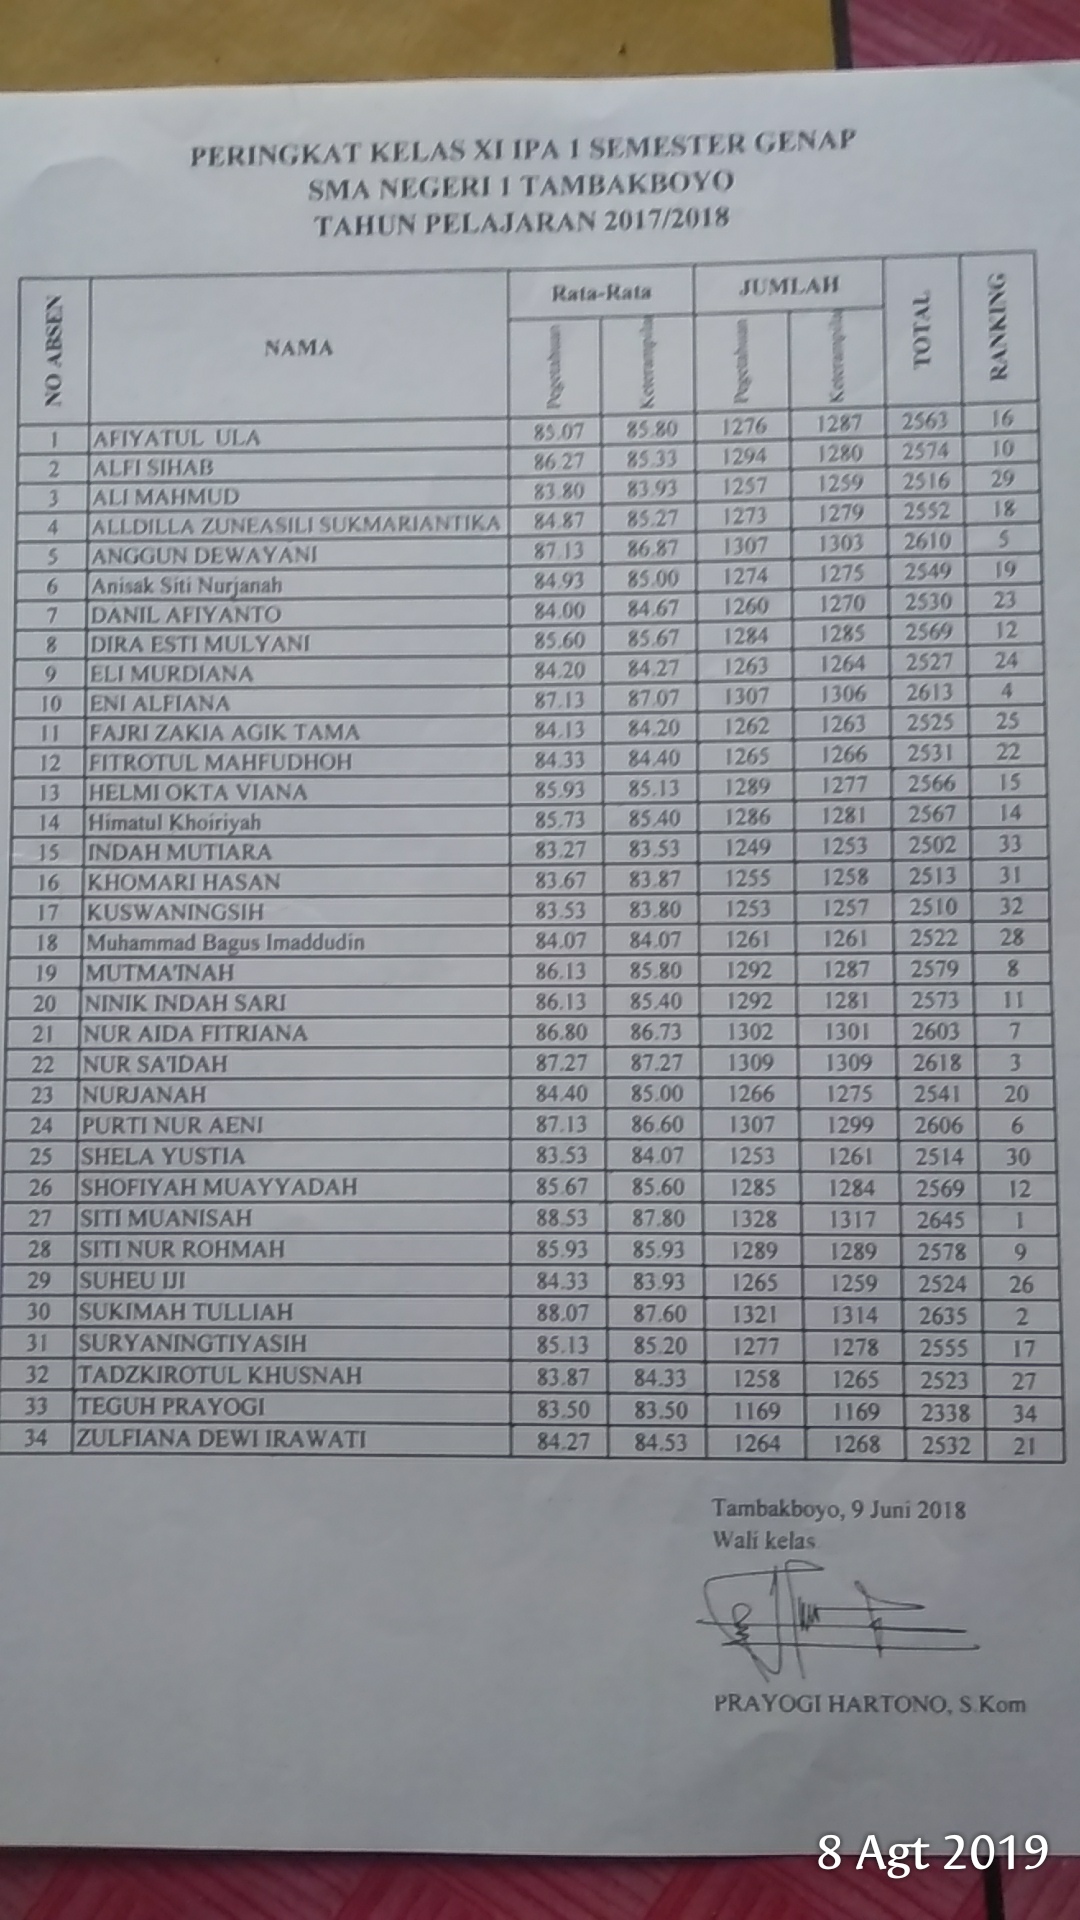 PERINGKAT KELAS XI IPA 1 SEMESTER GENAP
SMA NEGERI 1 TAMBAKBOYO
TAHUN PELAJARAN 2017/2018
NO ABSEN NAMA Rata-Rata JUMLAH TOTAL RANKING
Pegetahuan Keterampila Pegetahuan Keterampila
1 AFIYATUL ULA 85.07 85.80 1276 1287 2563 16
2 ALFI SIHAB 86.27 85.33 1294 1280 2574 10
3 ALI MAHMUD 83.80 83.93 1257 1259 2516 29
4 ALLDILLA ZUNEASILI SUKMARIANTIKA 84.87 85.27 1273 1279 2552 18
5 ANGGUN DEWAYANI 87.13 86.87 1307 1303 2610 5
6 Anisak Siti Nurjanah 84.93 85.00 1274 1275 2549 19
7 DANIL AFIYANTO 84.00 84.67 1260 1270 2530 23
8 DIRA ESTI MULYANI 85.60 85.67 1284 1285 2569 12
9 ELI MURDIANA 84.20 84.27 1263 1264 2527 24
10 ENI ALFIANA 87.13 87.07 1307 1306 2613 4
11 FAJRI ZAKIA AGIK TAMA 84.13 84.20 1262 1263 2525 25
12 FITROTUL MAHFUDHOH 84.33 84.40 1265 1266 2531 22
13 HELMI OKTA VIANA 85.93 85.13 1289 1277 2566 15
14 Himatul Khoiriyah 85.73 85.40 1286 1281 2567 14
15 INDAH MUTIARA 83.27 83.53 1249 1253 2502 33
16 KHOMARI HASAN 83.67 83.87 1255 1258 2513 31
17 KUSWANINGSIH 83.53 83.80 1253 1257 2510 32
18 Muhammad Bagus Imaddudin 84.07 84.07 1261 1261 2522 28
19 MUTMA'INAH 86.13 85.80 1292 1287 2579 8
20 NINIK INDAH SARI 86.13 85.40 1292 1281 2573 11
21 NUR AIDA FITRIANA 86.80 86.73 1302 1301 2603 7
22 NUR SA'IDAH 87.27 87.27 1309 1309 2618 3
23 NURJANAH 84.40 85.00 1266 1275 2541 20
24 PURTI NUR AENI 87.13 86.60 1307 1299 2606 6
25 SHELA YUSTIA 83.53 84.07 1253 1261 2514 30
26 SHOFIYAH MUAYYADAH 85.67 85.60 1285 1284 2569 12
27 SITI MUANISAH 88.53 87.80 1328 1317 2645 1
28 SITI NUR ROHMAH 85.93 85.93 1289 1289 2578 9
29 SUHEU IJI 84.33 83.93 1265 1259 2524 26
30 SUKIMAH TULLIAH 88.07 87.60 1321 1314 2635 2
31 SURYANINGTIYASIH 85.13 85.20 1277 1278 2555 17
32 TADZKIROTUL KHUSNAH 83.87 84.33 1258 1265 2523 27
33 TEGUH PRAYOGI 83.50 83.50 1169 1169 2338 34
34 ZULFIANA DEWI IRAWATI 84.27 84.53 1264 1268 2532 21
Tambakboyo, 9 Juni 2018
Wali kelas
PRAYOGI HARTONO, S.Kom
8 Agt 2019